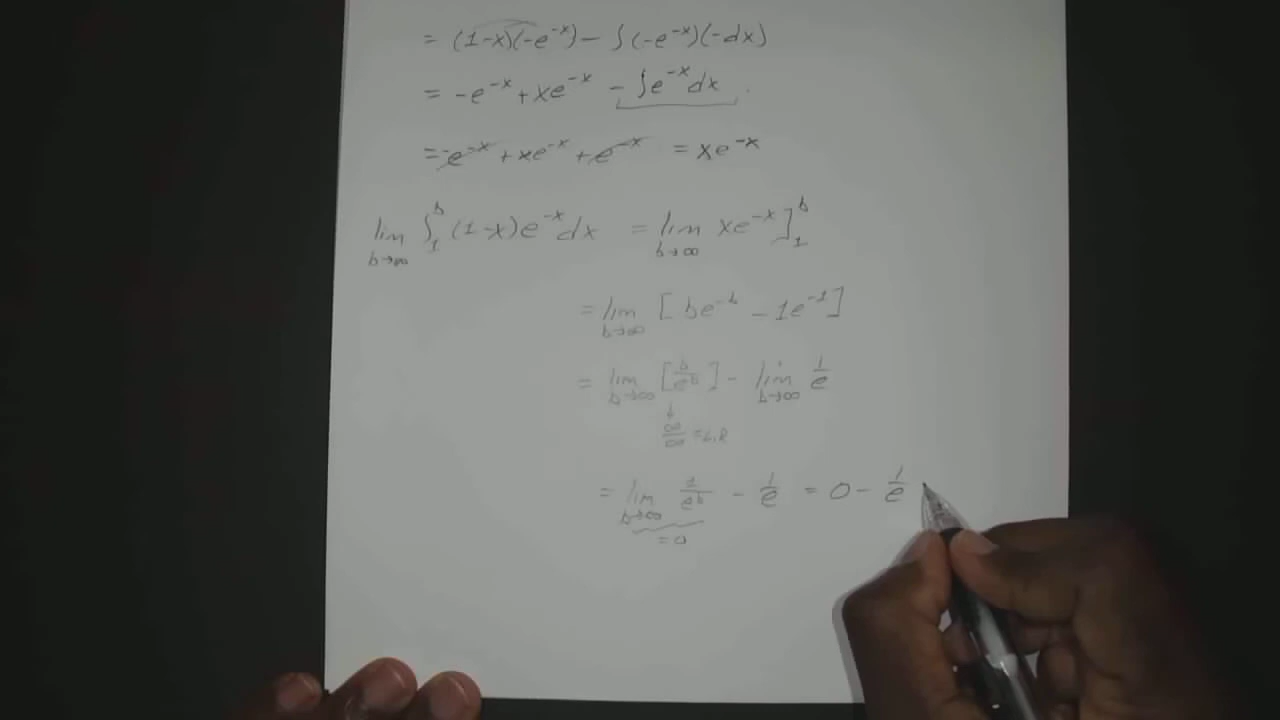 = (1-x)(-e^{-x}) - ∫(-e^{-x})(-dx)
= -e^{-x} + xe^{-x} - ∫e^{-x}dx
= -e^{-x} + xe^{-x} + e^{-x} = xe^{-x}
lim_{b→∞} ∫_1^b (1-x)e^{-x}dx = lim_{b→∞} xe^{-x}]_1^b
= lim_{b→∞} [be^{-b} - 1e^{-1}]
= lim_{b→∞} [b/e^b] - lim_{b→∞} 1/e
∞/∞ = L.R
= lim_{b→∞} 1/e^b - 1/e = 0 - 1/e
= 0